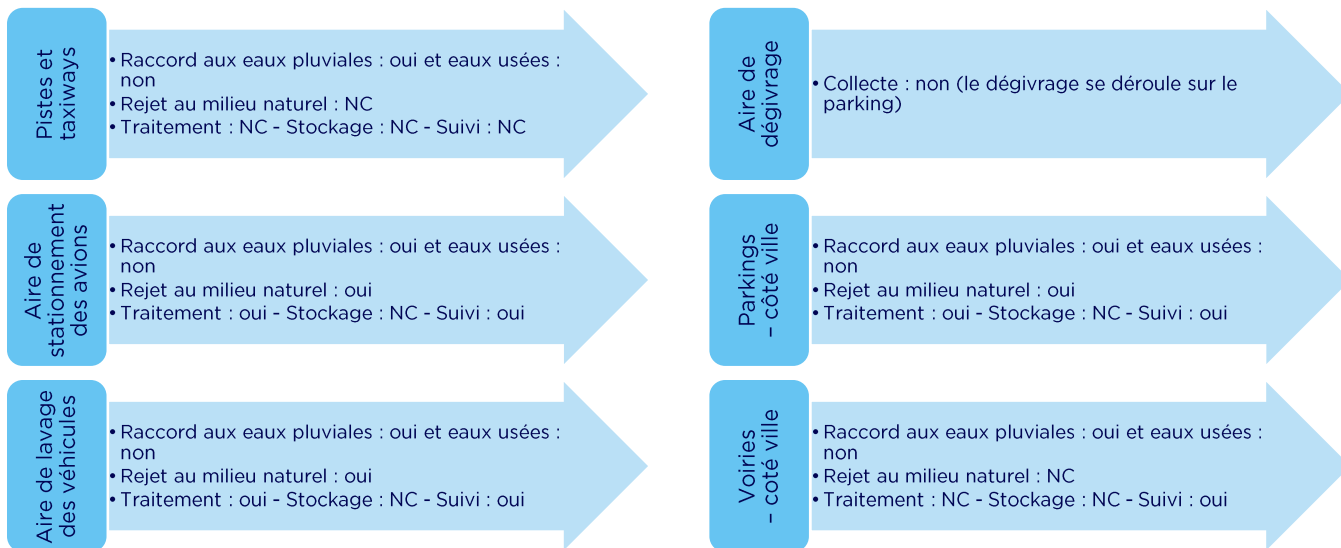 Pistes et
taxiways
• Raccord aux eaux pluviales : oui et eaux usées :
non
• Rejet au milieu naturel : NC
• Traitement : NC - Stockage : NC - Suivi : NC
Aire de
dégivrage
• Collecte : non (le dégivrage se déroule sur le
parking)
Aire de
stationnement
des avions
• Raccord aux eaux pluviales : oui et eaux usées :
non
• Rejet au milieu naturel : oui
• Traitement : oui - Stockage : NC - Suivi : oui
Parkings
– côté ville
• Raccord aux eaux pluviales : oui et eaux usées :
non
• Rejet au milieu naturel : oui
• Traitement : oui - Stockage : NC - Suivi : oui
Aire de lavage
des véhicules
• Raccord aux eaux pluviales : oui et eaux usées :
non
• Rejet au milieu naturel : oui
• Traitement : oui - Stockage : NC - Suivi : oui
Voiries
– coté ville
• Raccord aux eaux pluviales : oui et eaux usées :
non
• Rejet au milieu naturel : NC
• Traitement : NC - Stockage : NC - Suivi : oui